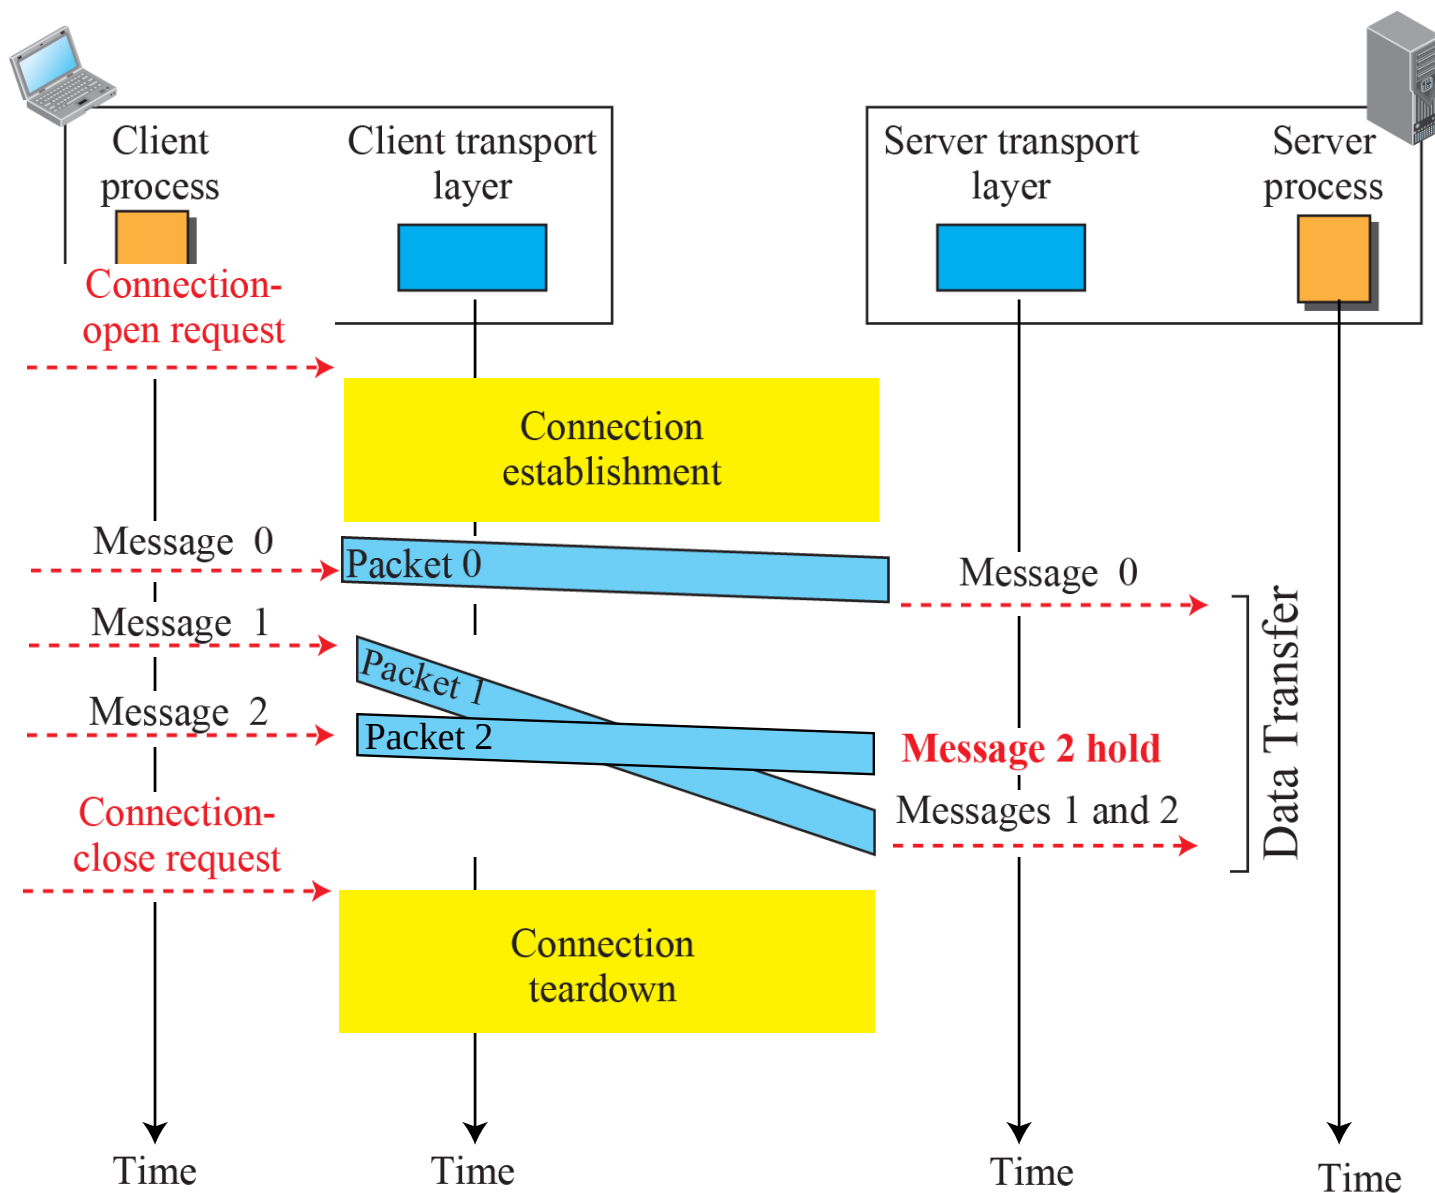 Client
process
Client transport
layer
Server transport
layer
Server
process
Connection-
open request
Connection
establishment
Message 0
Packet 0
Message 0
Message 1
Packet 1
Message 2
Packet 2
Message 2 hold
Messages 1 and 2
Data Transfer
Connection-
close request
Connection
teardown
Time
Time
Time
Time